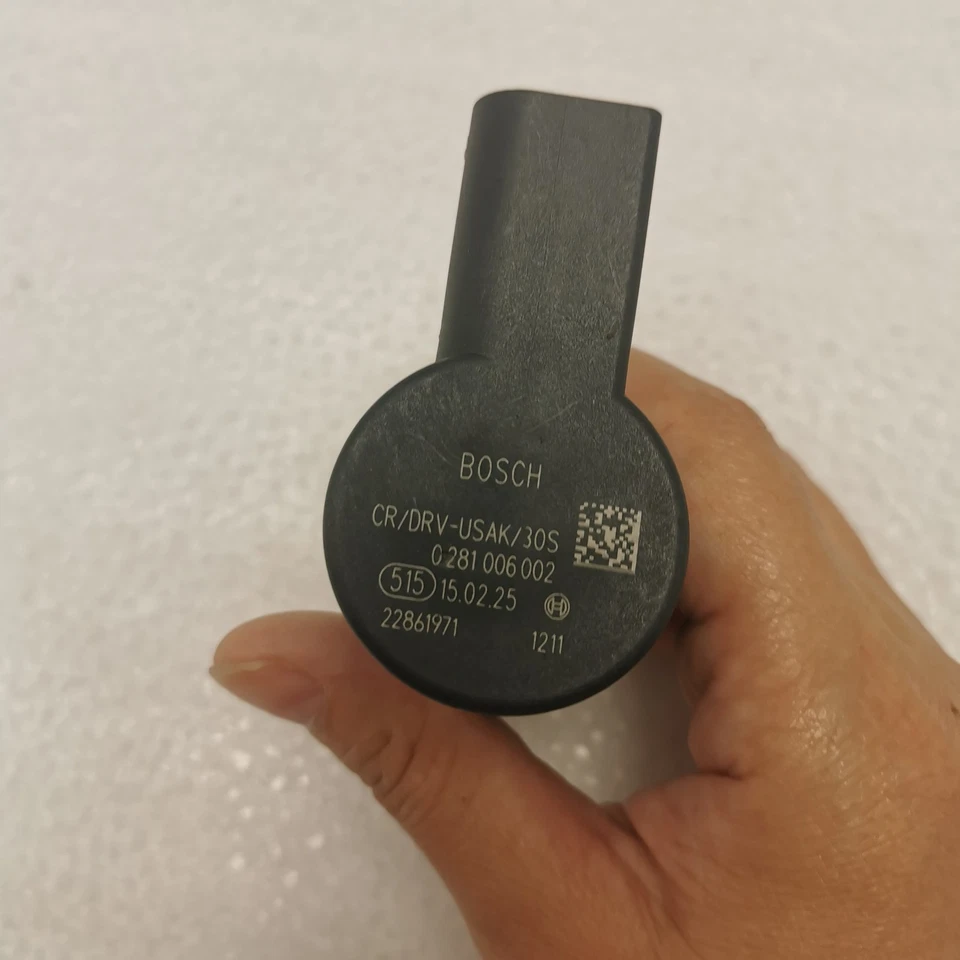 BOSCH
CR/DRV-USAK/30S
0 281 006 002
515 15.02.25
22861971 1211